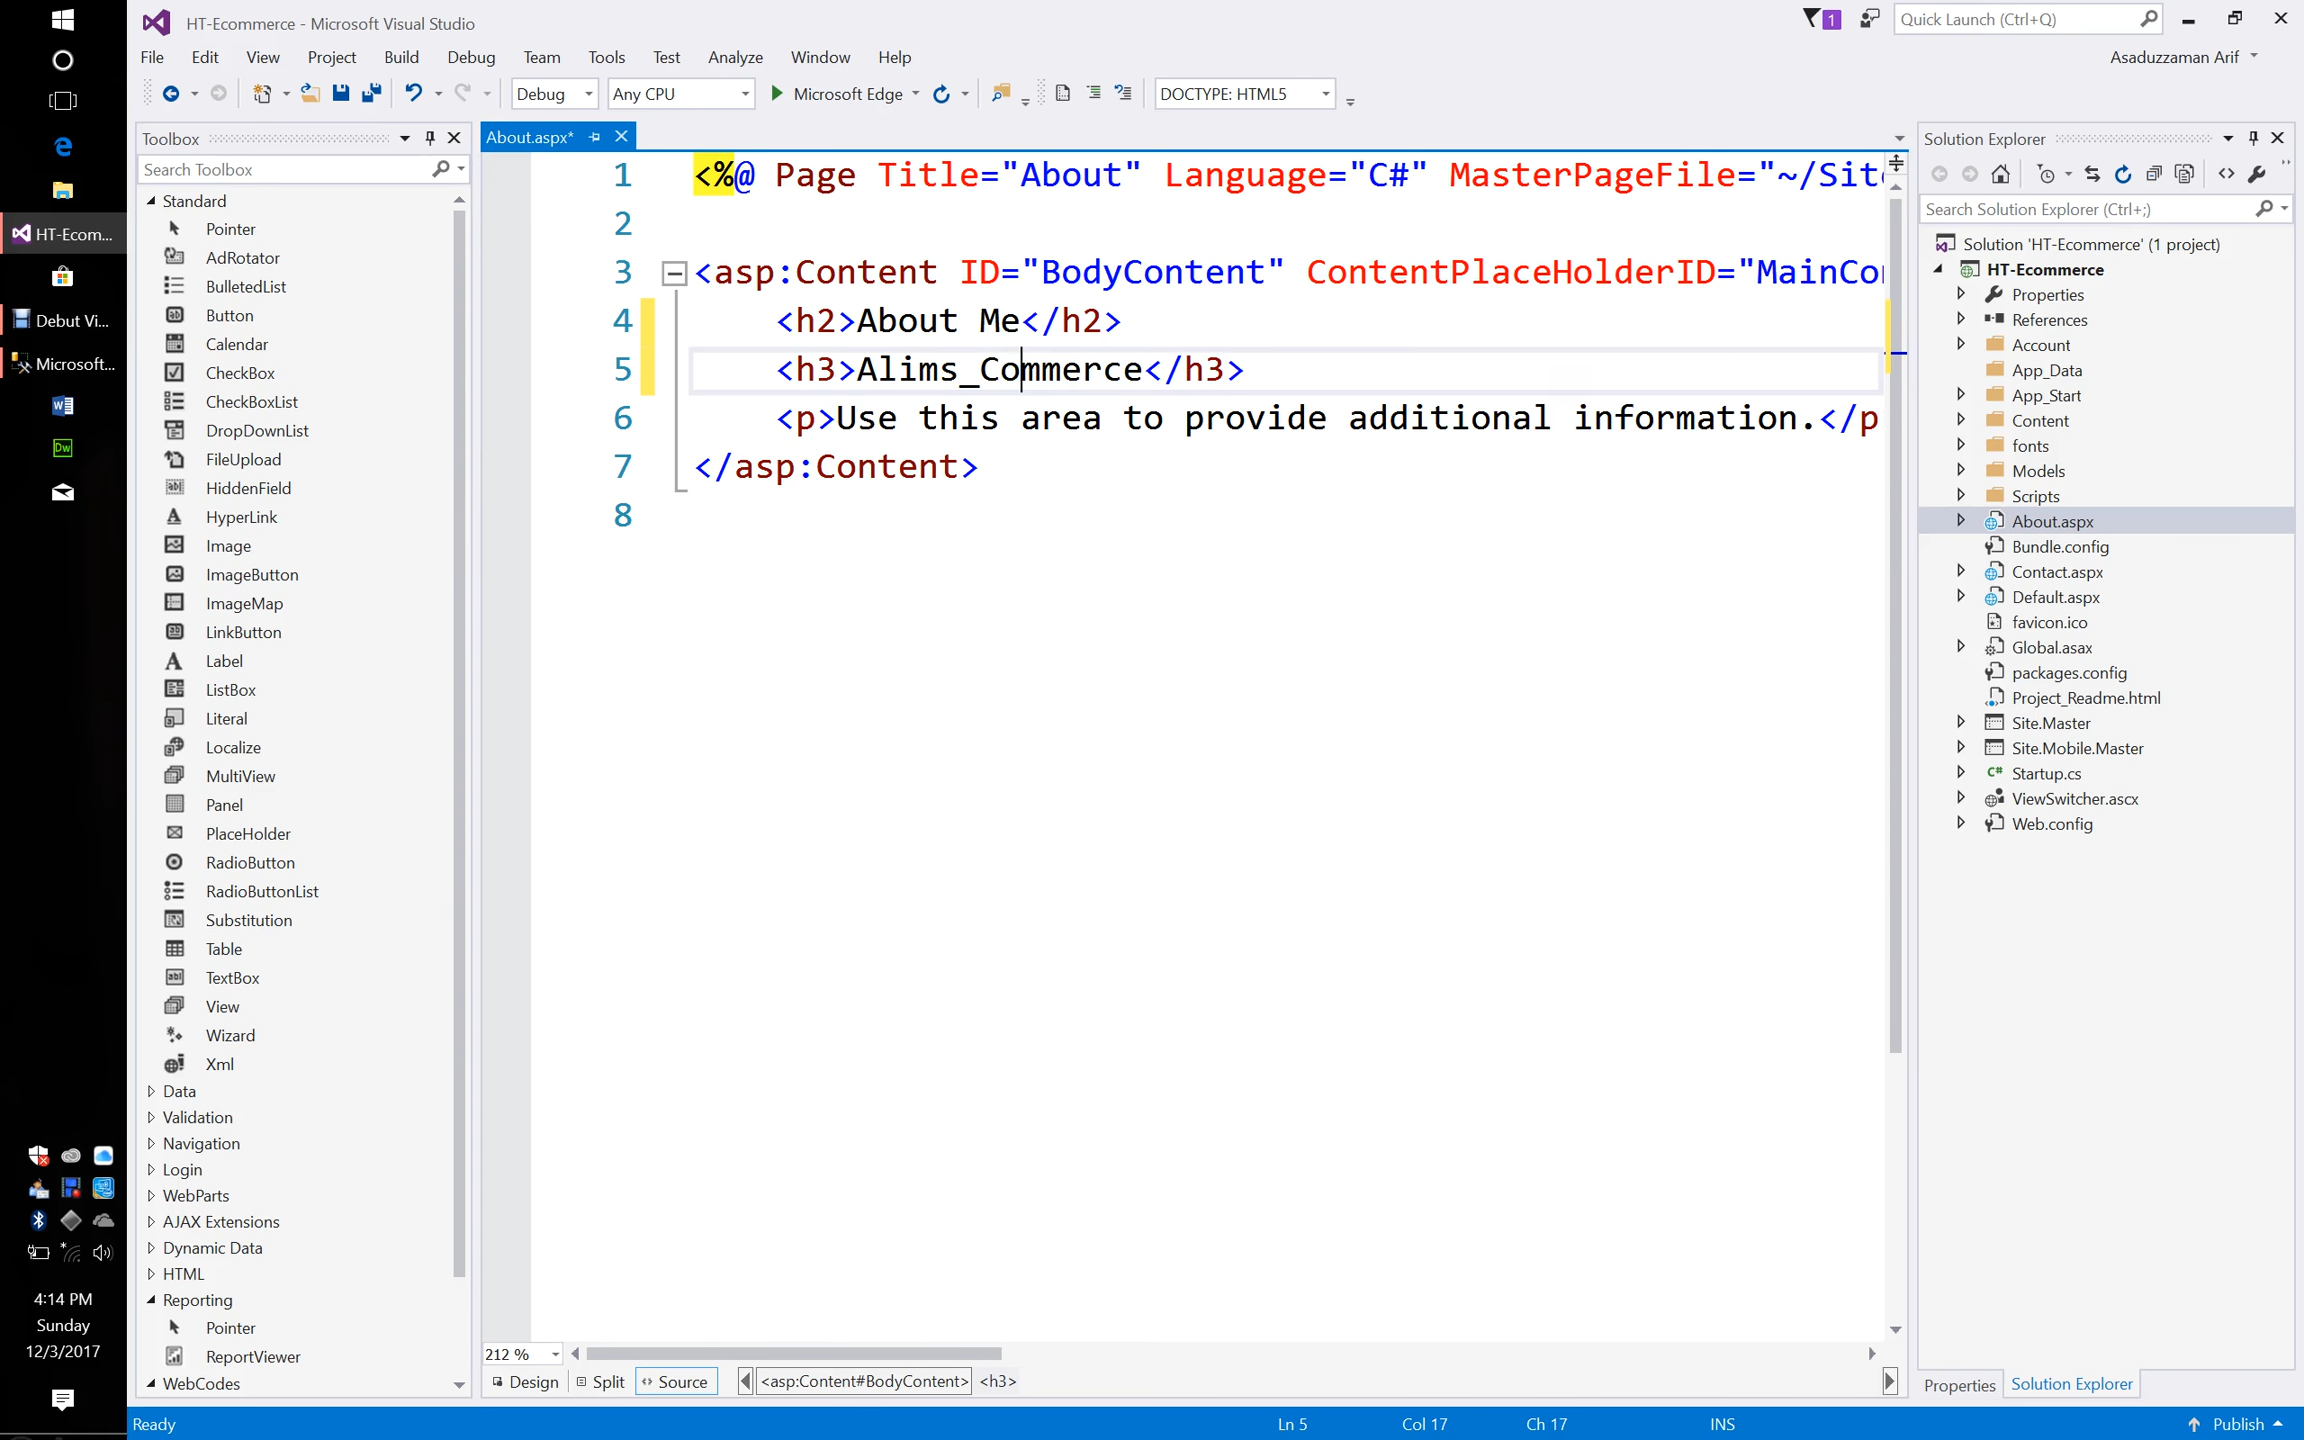 HT-Ecommerce - Microsoft Visual Studio
1
Quick Launch (Ctrl+Q)
File Edit View Project Build Debug Team Tools Test Analyze Window Help
Asaduzzaman Arif
Debug Any CPU Microsoft Edge DOCTYPE: HTML5
HT-Ecom...
Debut Vi...
Microsoft...
Dw
4:14 PM
Sunday
12/3/2017
Toolbox
Search Toolbox
Standard
Pointer
AdRotator
BulletedList
Button
Calendar
CheckBox
CheckBoxList
DropDownList
FileUpload
HiddenField
HyperLink
Image
ImageButton
ImageMap
LinkButton
Label
ListBox
Literal
Localize
MultiView
Panel
PlaceHolder
RadioButton
RadioButtonList
Substitution
Table
TextBox
View
Wizard
Xml
Data
Validation
Navigation
Login
WebParts
AJAX Extensions
Dynamic Data
HTML
Reporting
Pointer
ReportViewer
WebCodes
About.aspx*
1 <%@ Page Title="About" Language="C#" MasterPageFile="~/Site
2
3 <asp:Content ID="BodyContent" ContentPlaceHolderID="MainCon
4 <h2>About Me</h2>
5 <h3>Alims_Commerce</h3>
6 <p>Use this area to provide additional information.</p
7 </asp:Content>
8
212 %
Design Split Source <asp:Content#BodyContent> <h3>
Solution Explorer
Search Solution Explorer (Ctrl+;)
Solution 'HT-Ecommerce' (1 project)
HT-Ecommerce
Properties
References
Account
App_Data
App_Start
Content
fonts
Models
Scripts
About.aspx
Bundle.config
Contact.aspx
Default.aspx
favicon.ico
Global.asax
packages.config
Project_Readme.html
Site.Master
Site.Mobile.Master
Startup.cs
ViewSwitcher.ascx
Web.config
Properties Solution Explorer
Ready Ln 5 Col 17 Ch 17 INS Publish